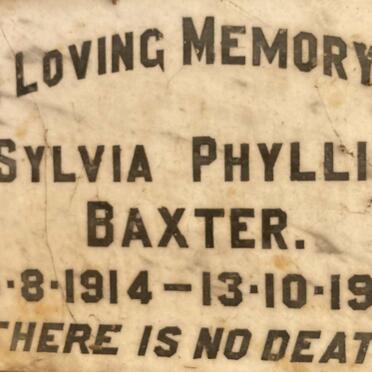 LOVING MEMORY
SYLVIA PHYLLI
BAXTER.
·8·1914–13·10·19
THERE IS NO DEAT